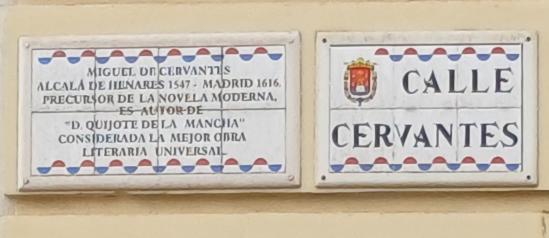 MIGUEL DE CERVANTES
ALCALÁ DE HENARES 1547 - MADRID 1616.
PRECURSOR DE LA NOVELA MODERNA,
ES AUTOR DE
"D. QUIJOTE DE LA MANCHA"
CONSIDERADA LA MEJOR OBRA
LITERARIA UNIVERSAL.
CALLE
CERVANTES